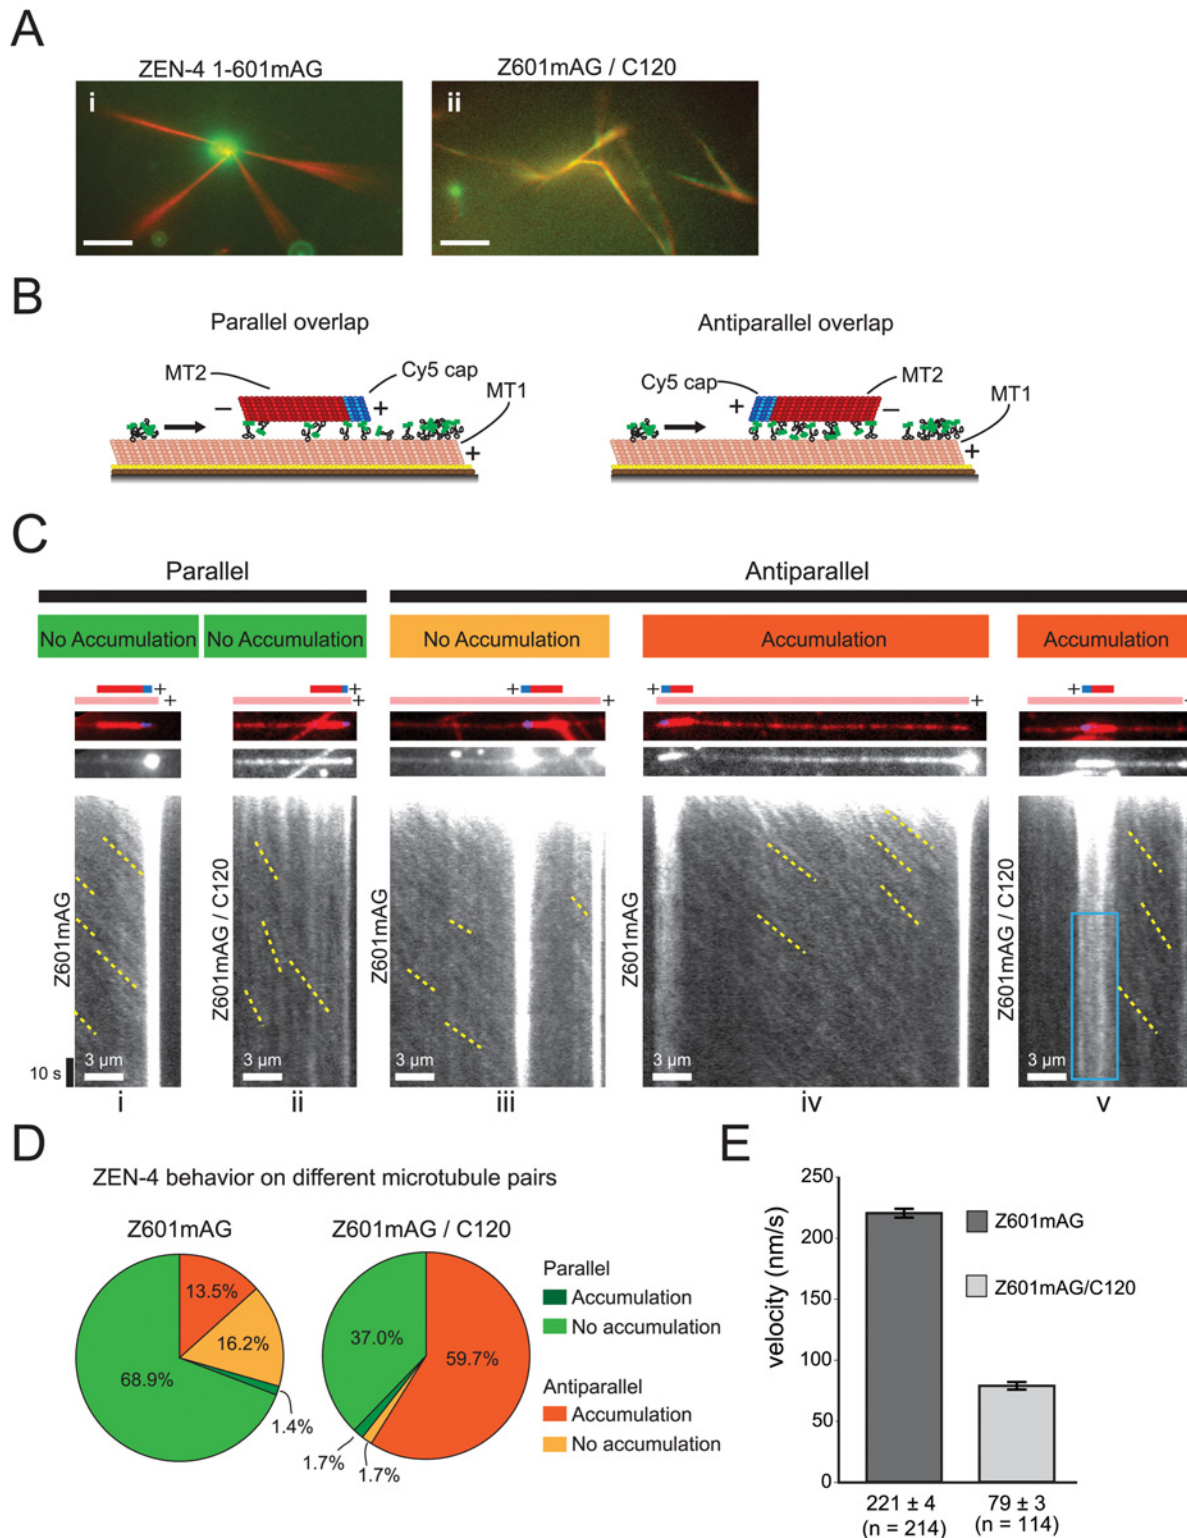 A
ZEN-4 1-601mAG
Z601mAG / C120
i
ii
B
Parallel overlap
Antiparallel overlap
MT2
Cy5 cap
MT1
− +
+
Cy5 cap
MT2
MT1
+ −
+
C
Parallel
Antiparallel
No Accumulation
No Accumulation
No Accumulation
Accumulation
Accumulation
+
+
+
+
+
+
+
+
+
+
Z601mAG
Z601mAG / C120
Z601mAG
Z601mAG
Z601mAG / C120
10 s
3 μm
3 μm
3 μm
3 μm
3 μm
i
ii
iii
iv
v
D
ZEN-4 behavior on different microtubule pairs
Z601mAG
Z601mAG / C120
13.5%
16.2%
68.9%
1.4%
37.0%
59.7%
1.7%
1.7%
Parallel
Accumulation
No accumulation
Antiparallel
Accumulation
No accumulation
E
velocity (nm/s)
250
200
150
100
50
0
Z601mAG
Z601mAG/C120
221 ± 4
(n = 214)
79 ± 3
(n = 114)